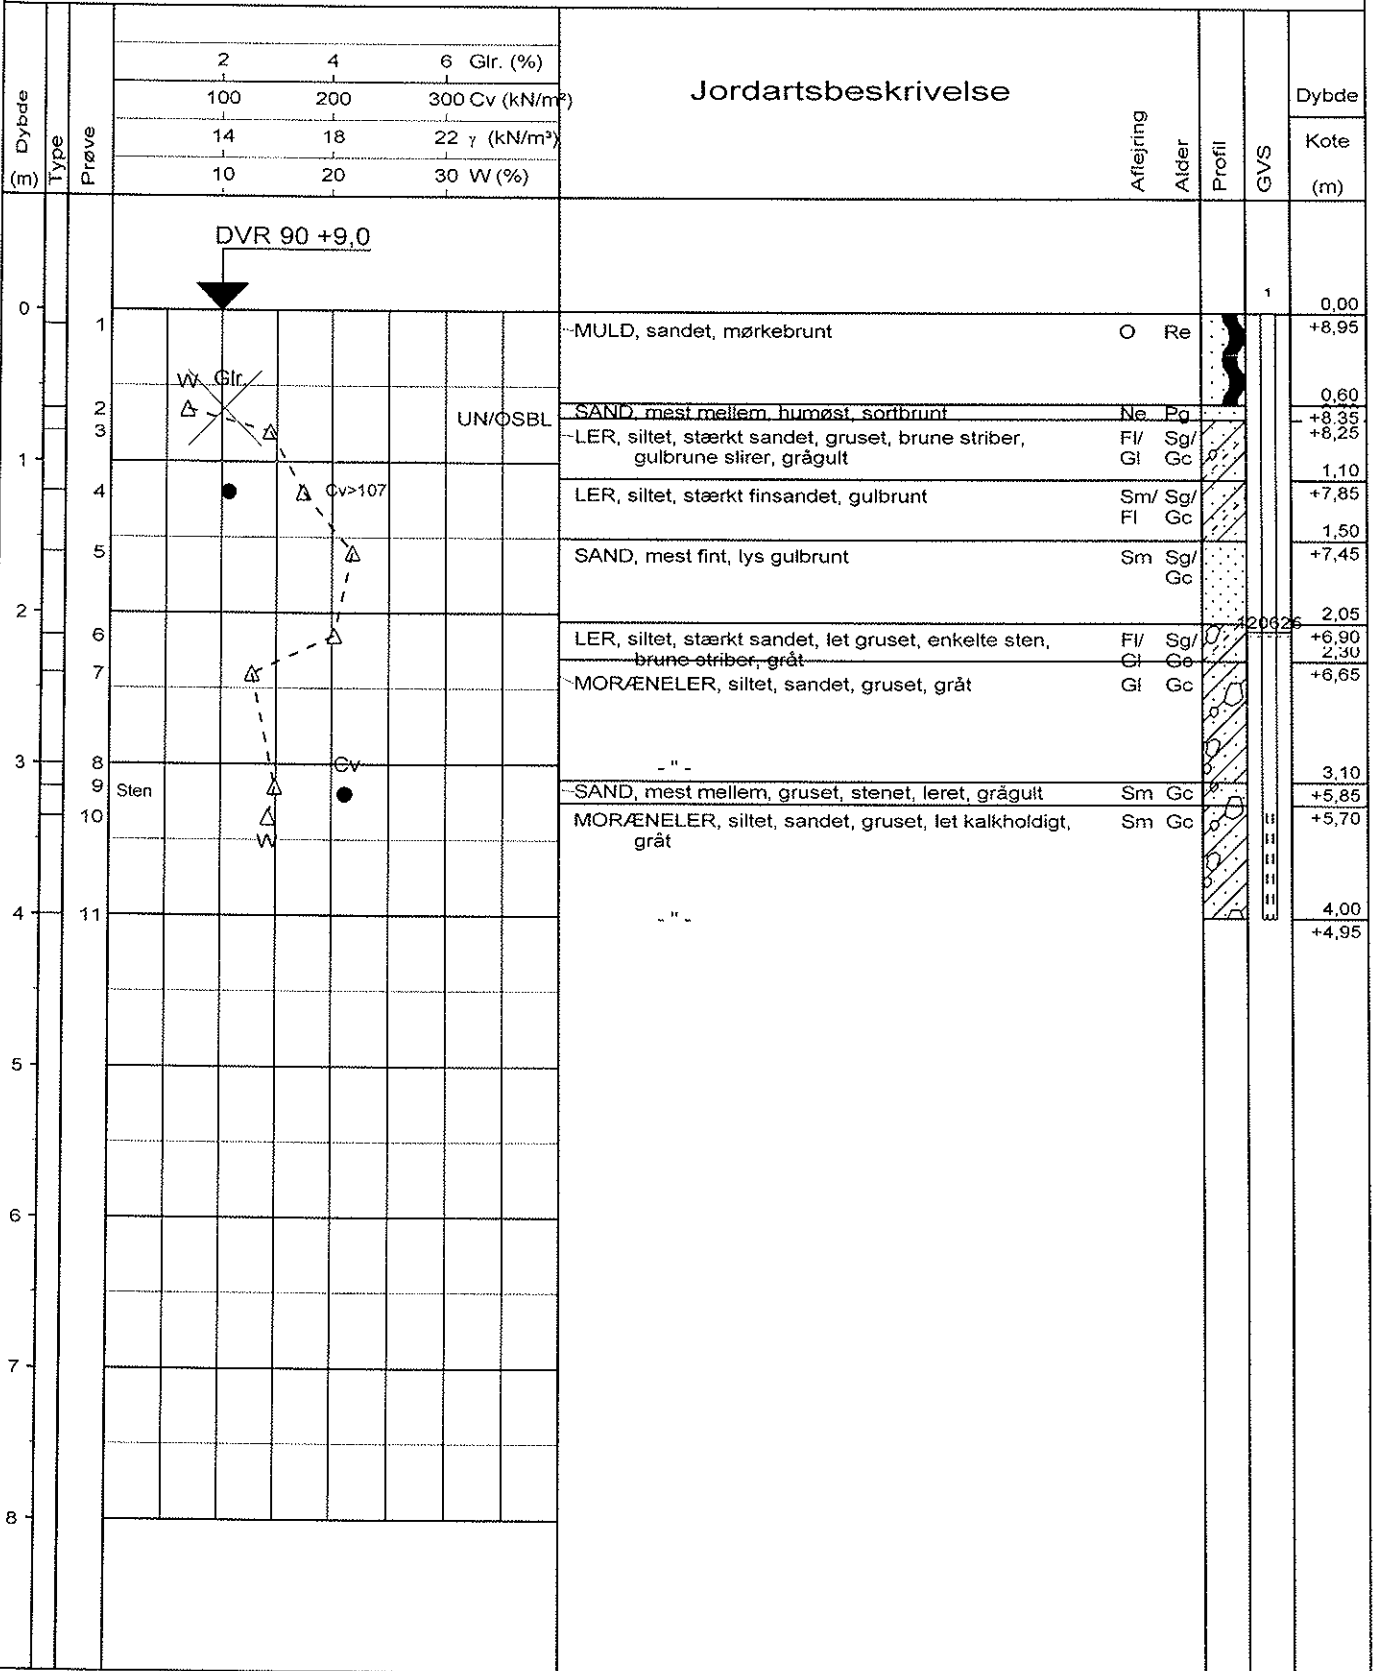 2 4 6 Glr. (%)
100 200 300 Cv (kN/m²)
14 18 22 γ (kN/m³)
10 20 30 W (%)
Dybde
(m)
Type
Prøve
Jordartsbeskrivelse
Aflejring
Alder
Profil
GVS
Dybde
Kote
(m)
DVR 90 +9,0
1
0 0,00
1 MULD, sandet, mørkebrunt O Re +8,95
W Glr.
0,60
2 UN/OSBL SAND, mest mellem, humøst, sortbrunt Ne Pg +8,35
3 LER, siltet, stærkt sandet, gruset, brune striber, Fl/ Sg/ +8,25
gulbrune slirer, grågult Gl Gc
1 1,10
4 Cv>107 LER, siltet, stærkt finsandet, gulbrunt Sm/ Sg/ +7,85
Fl Gc
1,50
5 SAND, mest fint, lys gulbrunt Sm Sg/ +7,45
Gc
2 2,05
120626
6 LER, siltet, stærkt sandet, let gruset, enkelte sten, Fl/ Sg/ +6,90
brune striber, gråt Gl Gc 2,30
7 MORÆNELER, siltet, sandet, gruset, gråt Gl Gc +6,65
3 8 Cv - " - 3,10
9 Sten SAND, mest mellem, gruset, stenet, leret, grågult Sm Gc +5,85
10 MORÆNELER, siltet, sandet, gruset, let kalkholdigt, Sm Gc +5,70
W gråt
4 11 - " - 4,00
+4,95
5
6
7
8